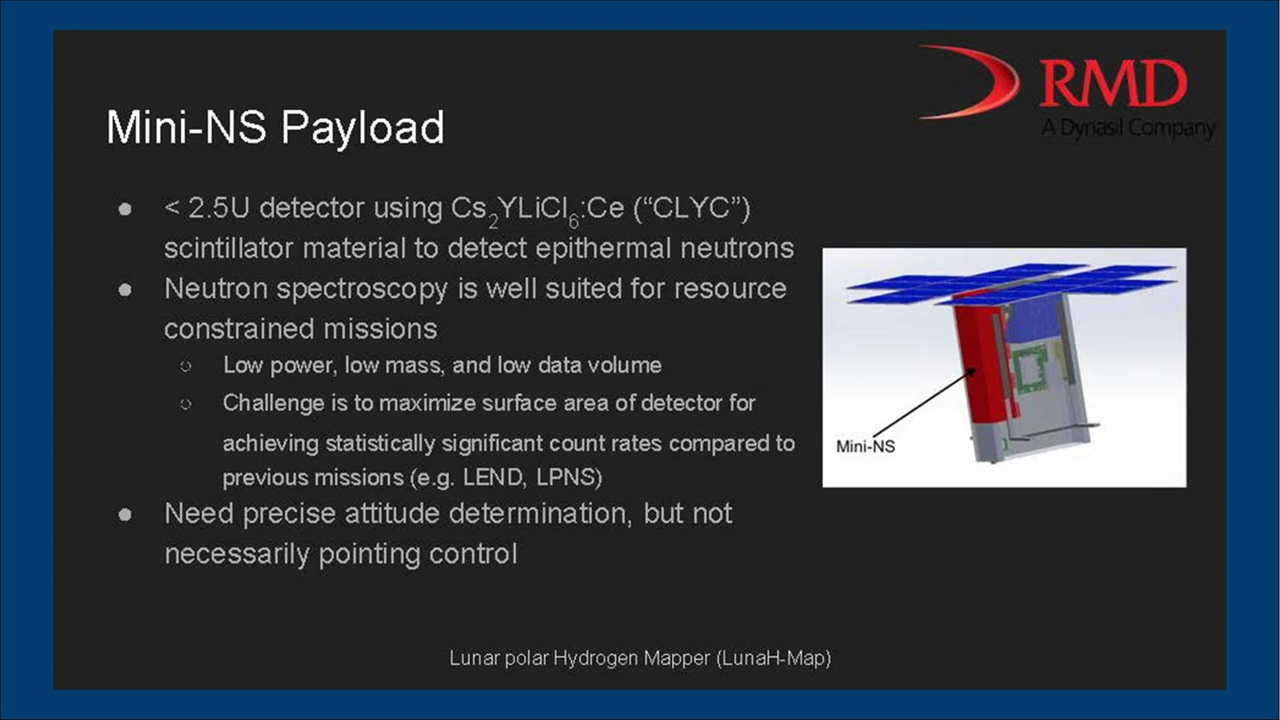 RMD
A Dynasil Company
Mini-NS Payload
● < 2.5U detector using Cs₂YLiCl₆:Ce (“CLYC”)
scintillator material to detect epithermal neutrons
● Neutron spectroscopy is well suited for resource
constrained missions
○ Low power, low mass, and low data volume
○ Challenge is to maximize surface area of detector for
achieving statistically significant count rates compared to
previous missions (e.g. LEND, LPNS)
● Need precise attitude determination, but not
necessarily pointing control
Mini-NS
Lunar polar Hydrogen Mapper (LunaH-Map)